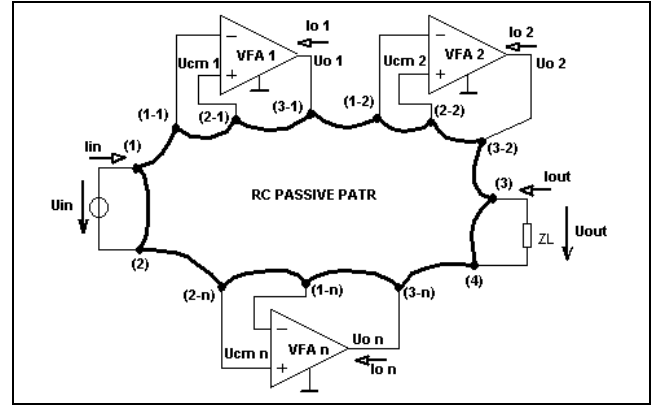 Io 1
Io 2
−
VFA 1
Uo 1
Ucm 1
+
−
VFA 2
Uo 2
Ucm 2
+
(1-1)
(2-1)
(3-1)
(1-2)
(2-2)
(3-2)
(1)
Iin
Uin
RC PASSIVE PATR
(3)
Iout
ZL
Uout
(2)
(4)
(2-n)
(1-n)
(3-n)
−
VFA n
Uo n
Ucm n
+
Io n